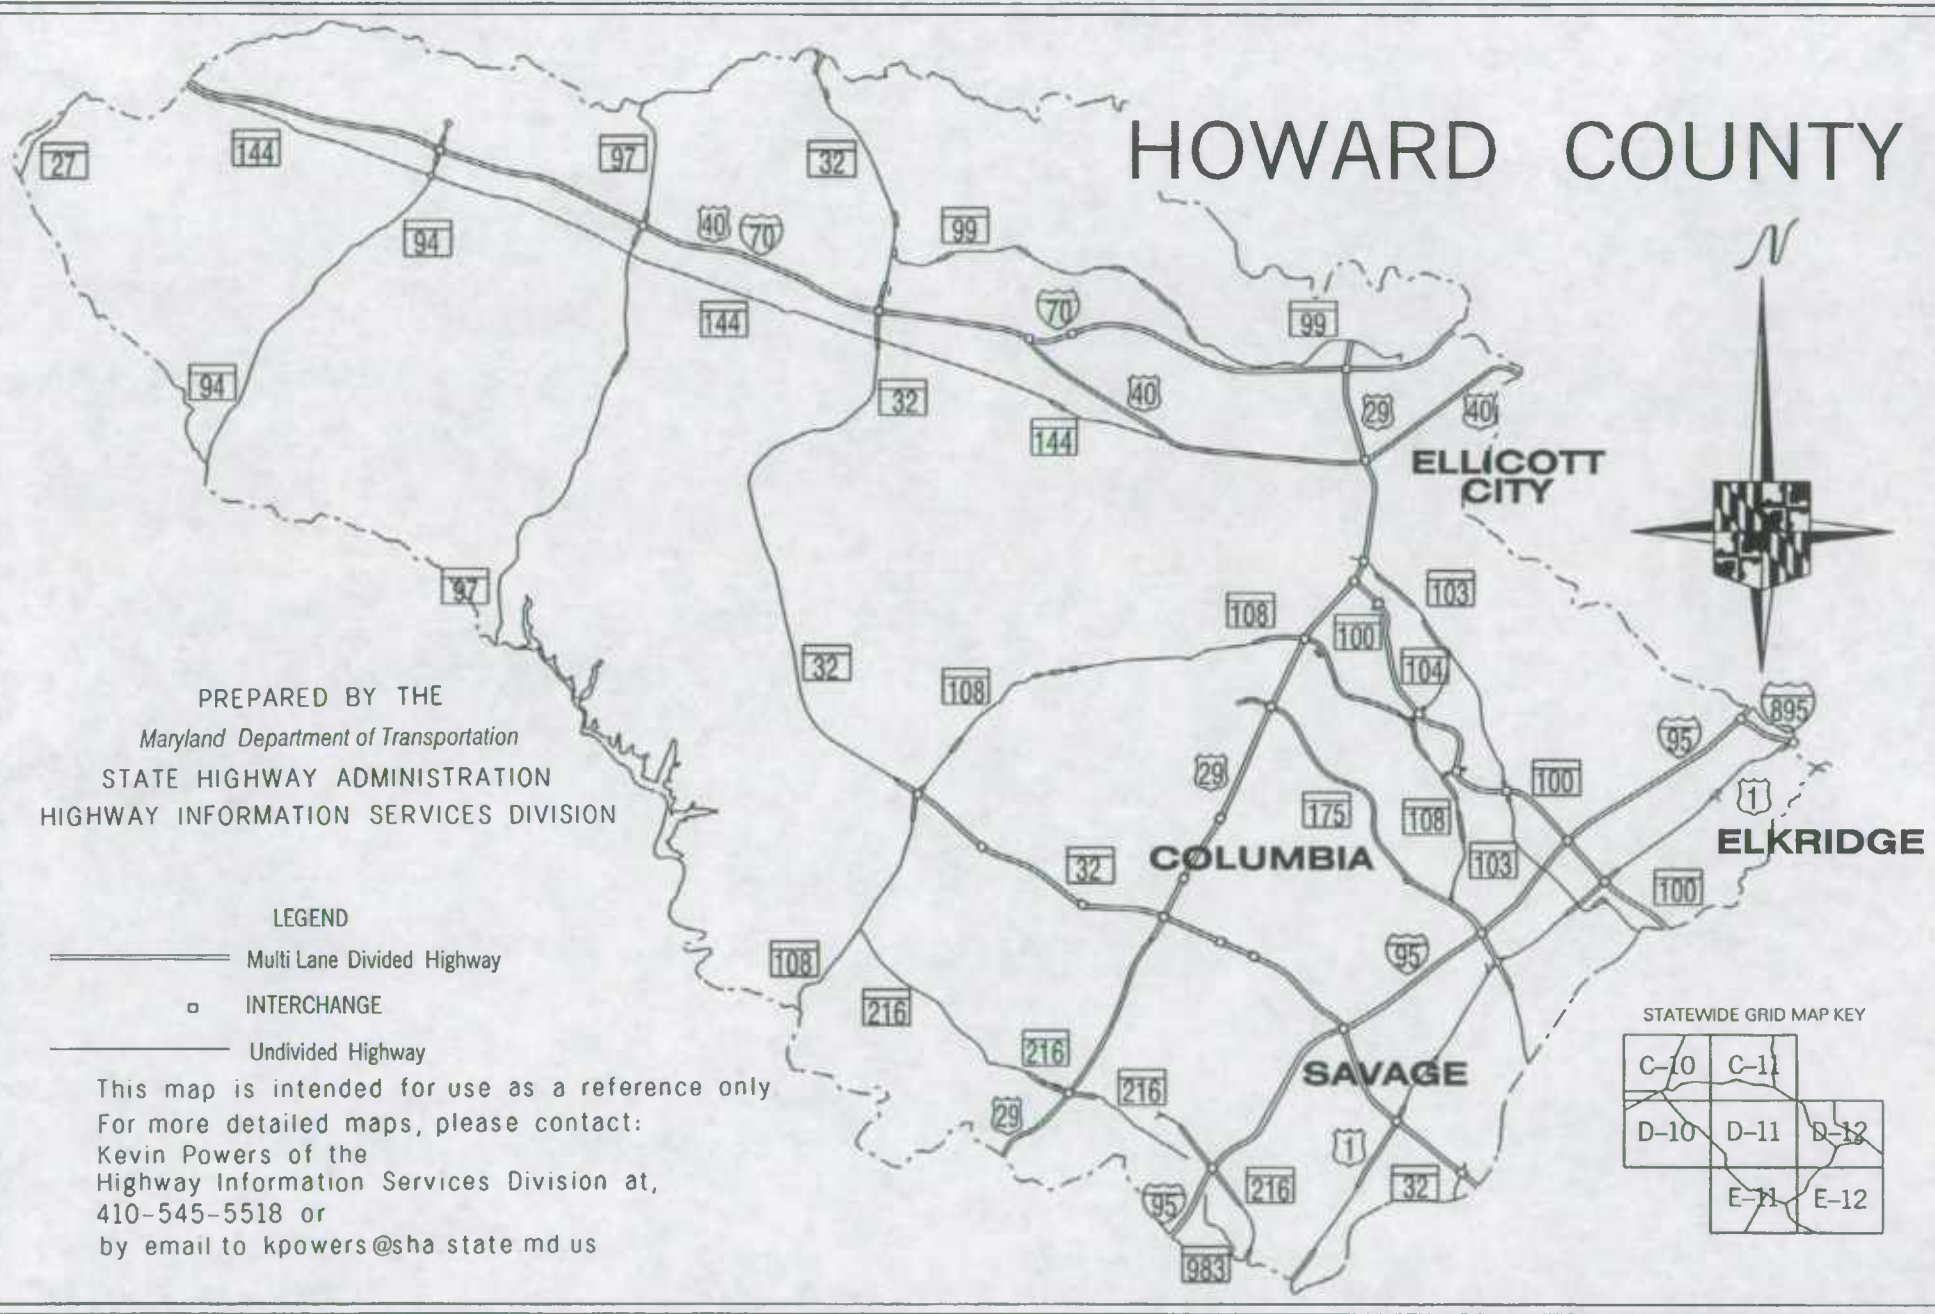 HOWARD COUNTY
N
27
144
97
32
94
40
70
99
144
70
99
94
32
40
29
40
144
ELLICOTT
CITY
97
108
103
100
32
108
104
895
95
29
100
175
108
1
ELKRIDGE
COLUMBIA
32
103
100
108
95
216
216
SAVAGE
216
29
1
95
216
32
983
PREPARED BY THE
Maryland Department of Transportation
STATE HIGHWAY ADMINISTRATION
HIGHWAY INFORMATION SERVICES DIVISION
LEGEND
Multi Lane Divided Highway
INTERCHANGE
Undivided Highway
This map is intended for use as a reference only.
For more detailed maps, please contact:
Kevin Powers of the
Highway Information Services Division at,
410-545-5518 or
by email to kpowers@sha state md us
STATEWIDE GRID MAP KEY
C-10 C-11
D-10 D-11 D-12
E-11 E-12